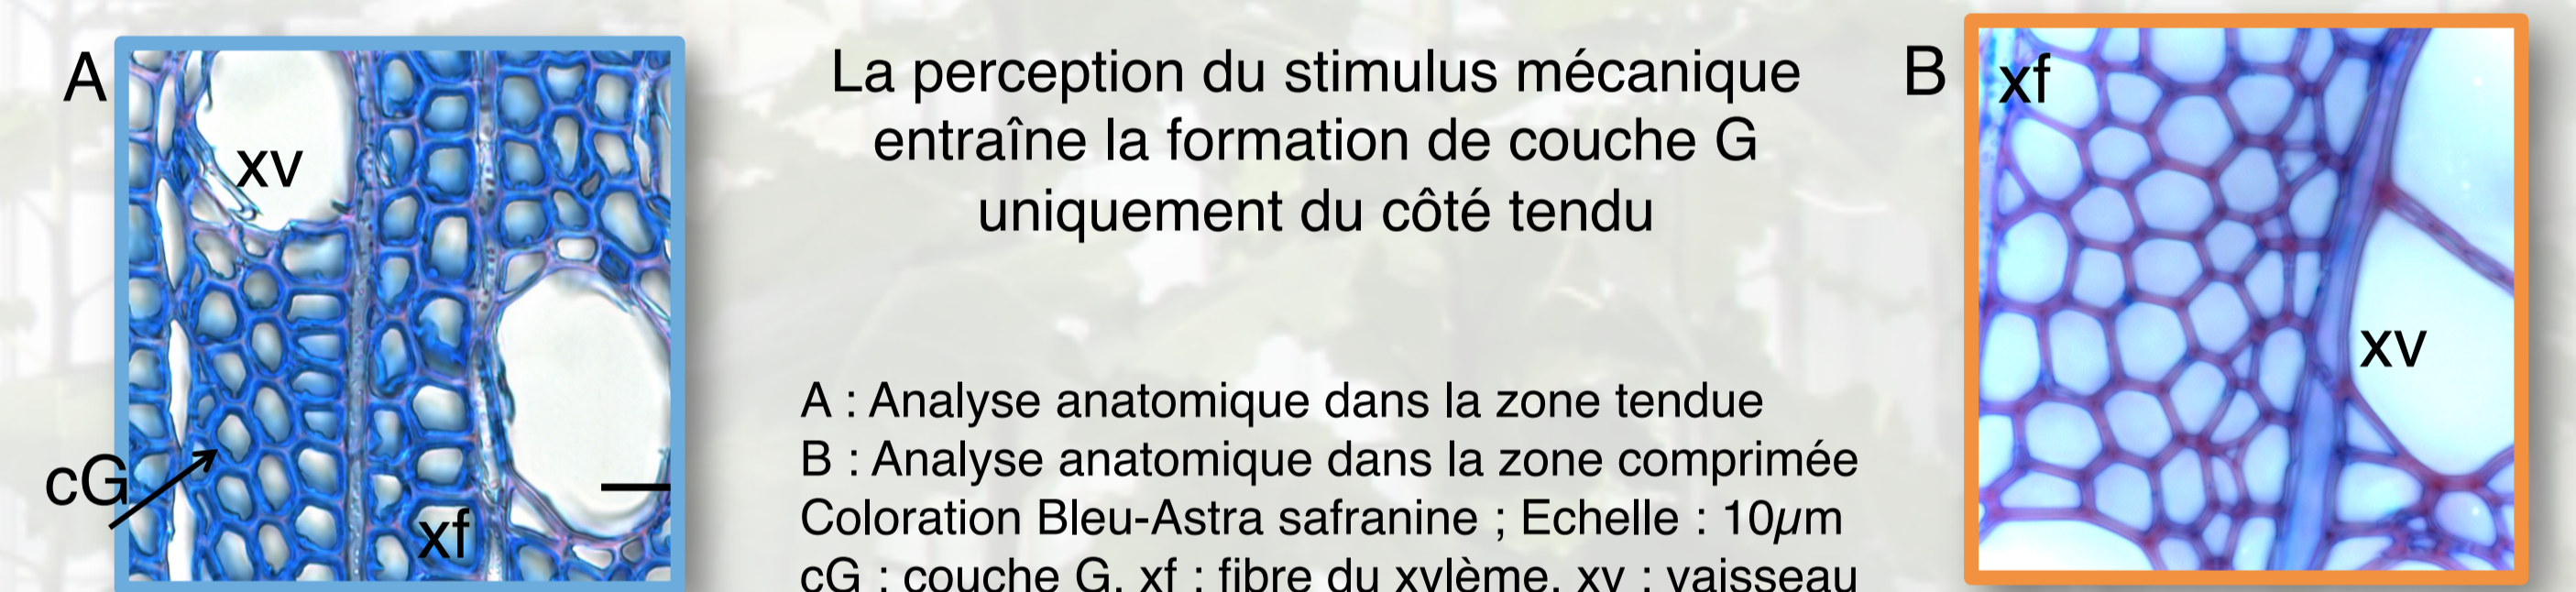 A
xv
cG
xf
La perception du stimulus mécanique
entraîne la formation de couche G
uniquement du côté tendu
A : Analyse anatomique dans la zone tendue
B : Analyse anatomique dans la zone comprimée
Coloration Bleu-Astra safranine ; Echelle : 10µm
cG : couche G, xf : fibre du xylème, xv : vaisseau
B
xf
xv